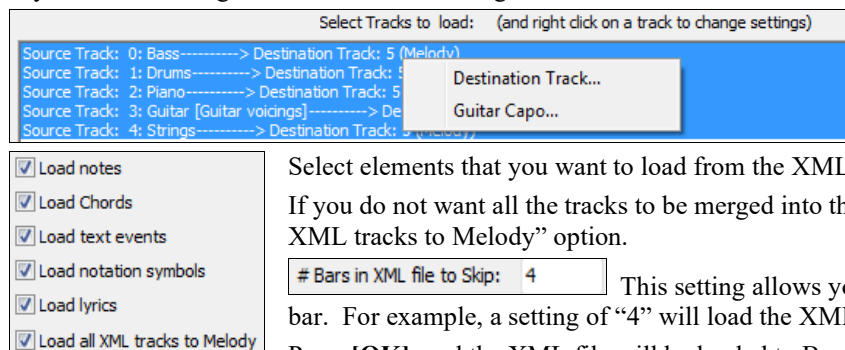 Select Tracks to load: (and right click on a track to change settings)
Source Track: 0: Bass----------> Destination Track: 5 (Melody)
Source Track: 1: Drums----------> Destination Track:
Source Track: 2: Piano----------> Destination Track: 5
Source Track: 3: Guitar [Guitar voicings]----------> De
Source Track: 4: Strings----------> Destination Track:
Destination Track...
Guitar Capo...
Load notes
Load Chords
Load text events
Load notation symbols
Load lyrics
Load all XML tracks to Melody
Select elements that you want to load from the XML
If you do not want all the tracks to be merged into th
XML tracks to Melody” option.
# Bars in XML file to Skip: 4 This setting allows yo
bar. For example, a setting of “4” will load the XML